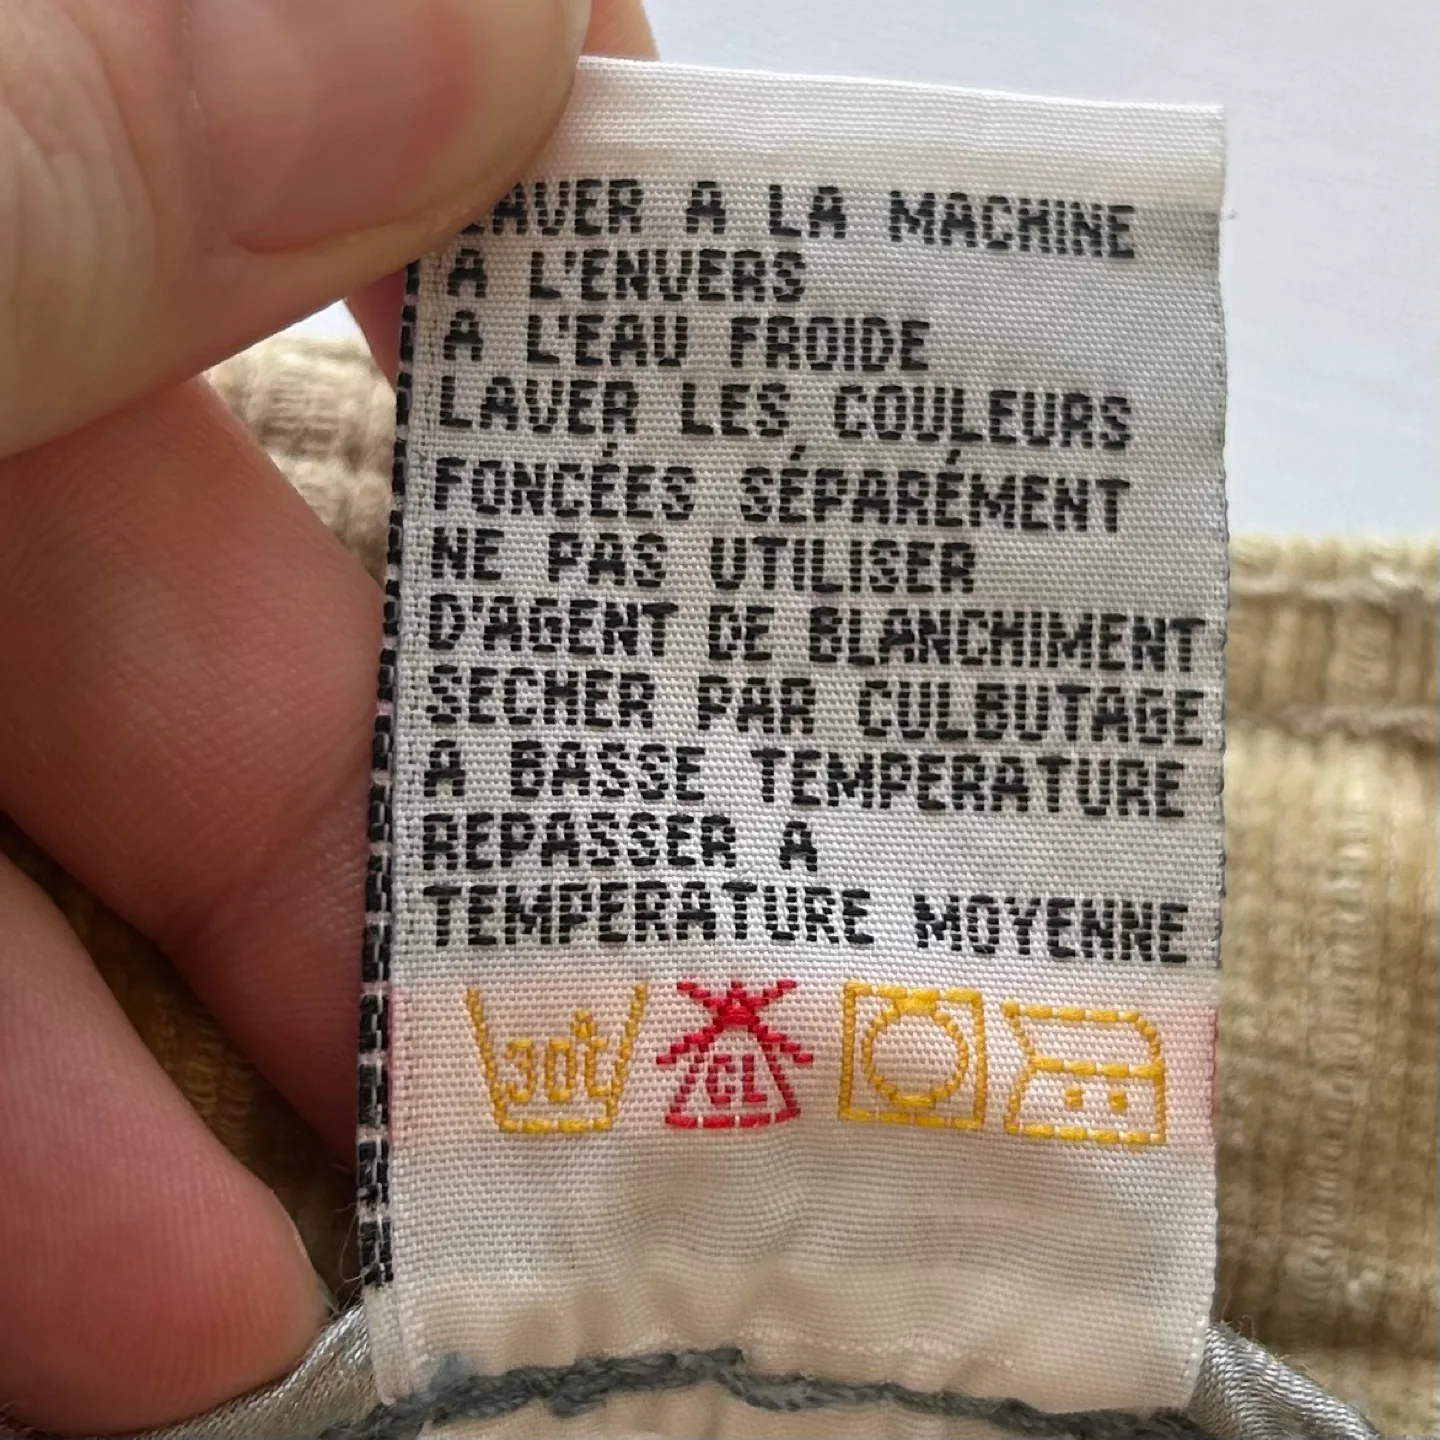 LAVER A LA MACHINE
A L'ENVERS
A L'EAU FROIDE
LAVER LES COULEURS
FONCÉES SÉPARÉMENT
NE PAS UTILISER
D'AGENT DE BLANCHIMENT
SECHER PAR CULBUTAGE
A BASSE TEMPERATURE
REPASSER A
TEMPERATURE MOYENNE
30°C CL